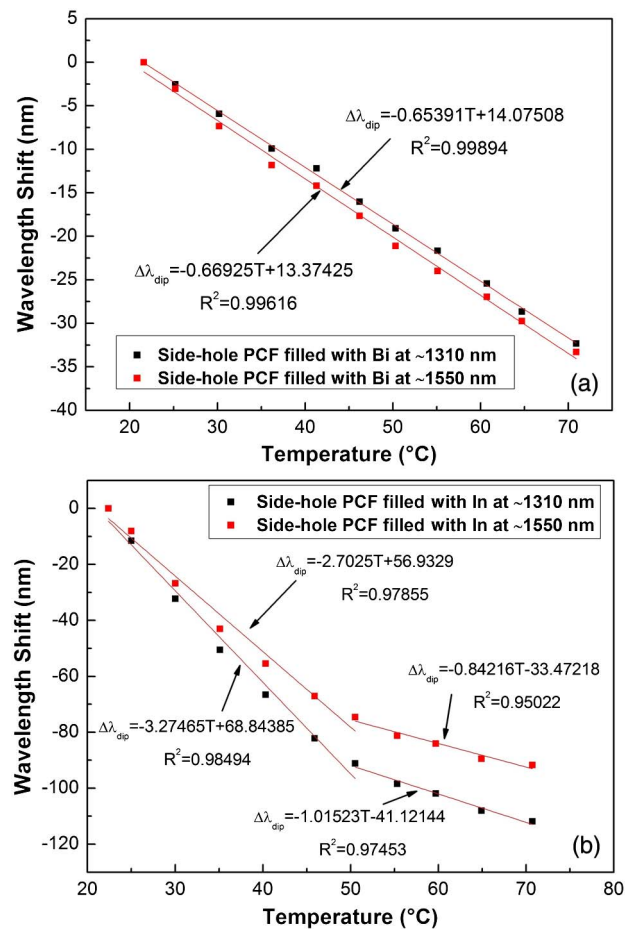 5
0
-5
-10
-15
-20
-25
-30
-35
-40
Wavelength Shift (nm)
Δλdip=-0.65391T+14.07508
R²=0.99894
Δλdip=-0.66925T+13.37425
R²=0.99616
Side-hole PCF filled with Bi at ~1310 nm
Side-hole PCF filled with Bi at ~1550 nm
(a)
20 30 40 50 60 70
Temperature (°C)
0
-20
-40
-60
-80
-100
-120
Wavelength Shift (nm)
Side-hole PCF filled with In at ~1310 nm
Side-hole PCF filled with In at ~1550 nm
Δλdip=-2.7025T+56.9329
R²=0.97855
Δλdip=-0.84216T-33.47218
R²=0.95022
Δλdip=-3.27465T+68.84385
R²=0.98494
Δλdip=-1.01523T-41.12144
R²=0.97453
(b)
20 30 40 50 60 70 80
Temperature (°C)